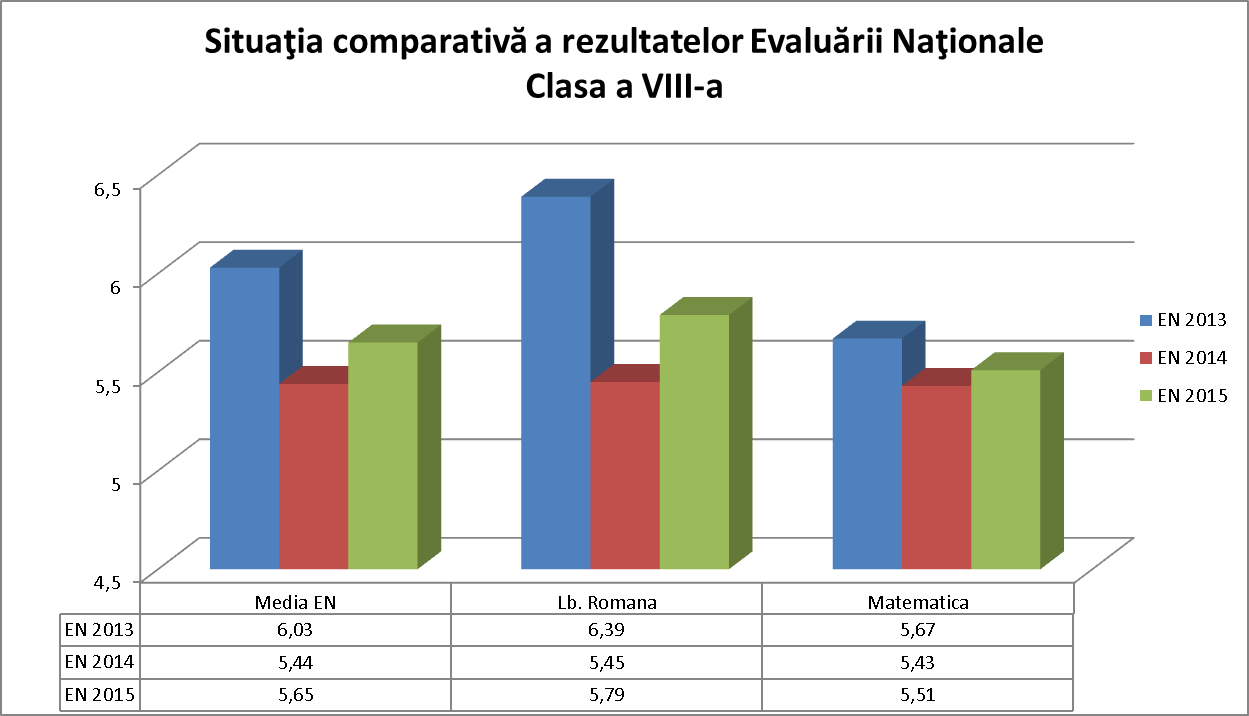 Situaţia comparativă a rezultatelor Evaluării Naţionale
Clasa a VIII-a
6,5
6
5,5
5
4,5
EN 2013
EN 2014
EN 2015
Media EN Lb. Romana Matematica
EN 2013 6,03 6,39 5,67
EN 2014 5,44 5,45 5,43
EN 2015 5,65 5,79 5,51